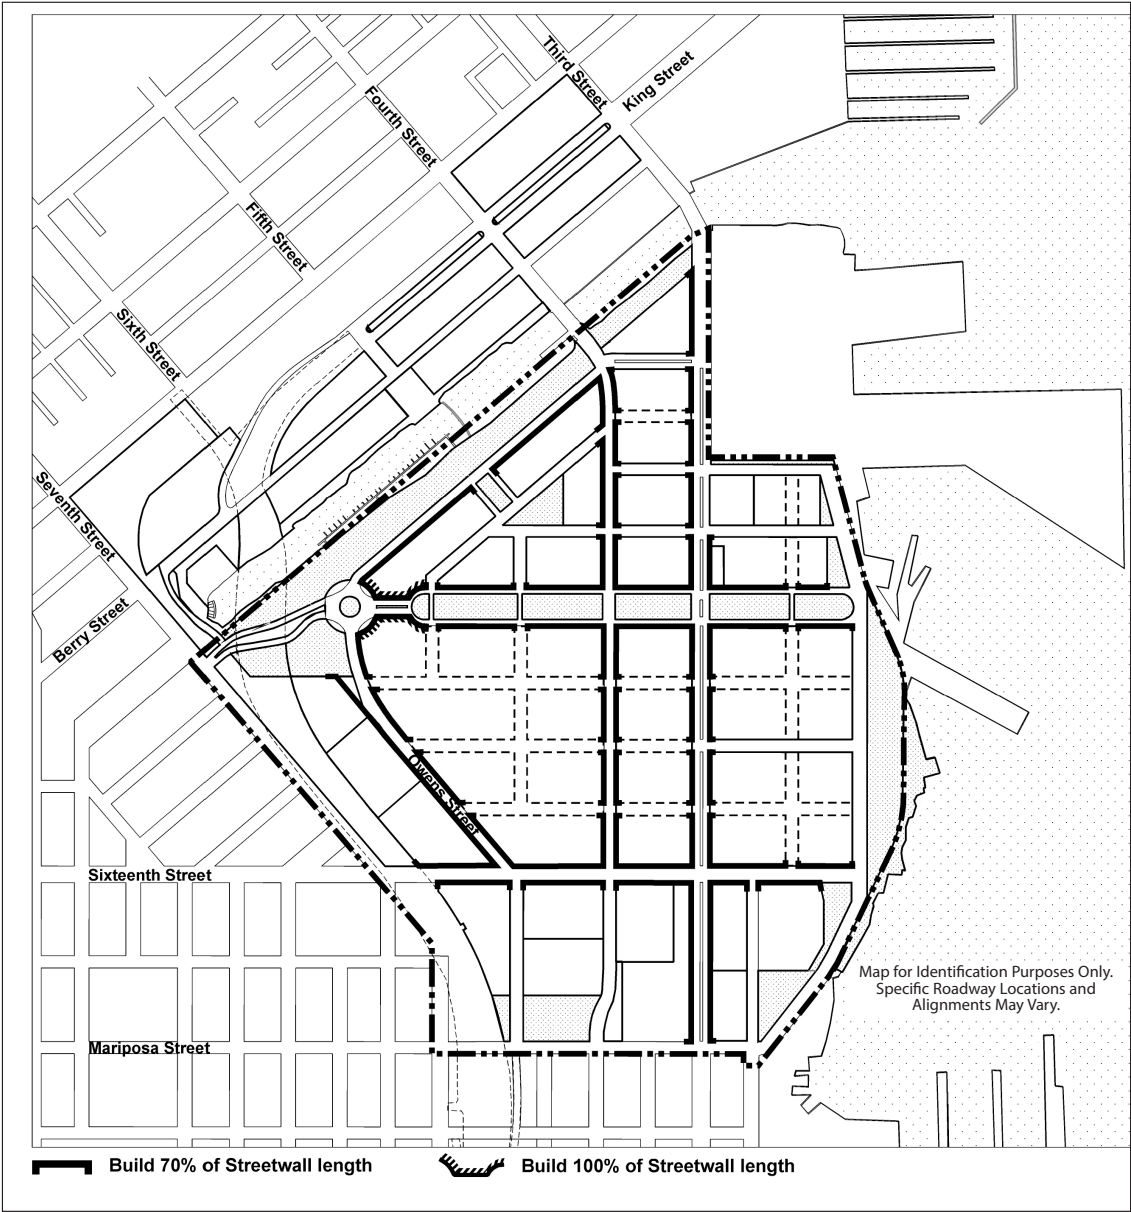 Third Street
King Street
Fourth Street
Fifth Street
Sixth Street
Seventh Street
Berry Street
Owens Street
Sixteenth Street
Map for Identification Purposes Only.
Specific Roadway Locations and
Alignments May Vary.
Mariposa Street
Build 70% of Streetwall length
Build 100% of Streetwall length